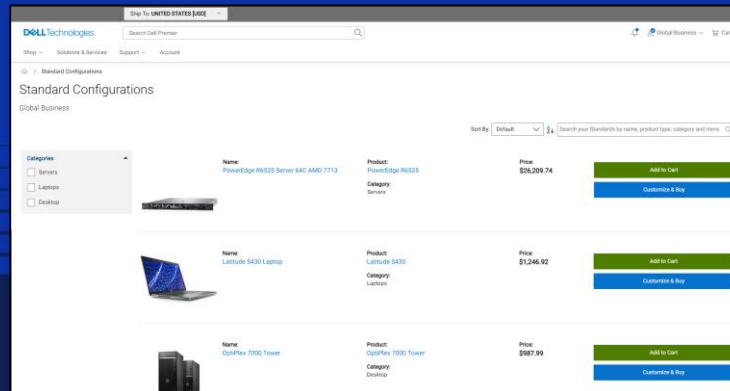 Ship To: UNITED STATES [USD]
DELL Technologies
Search Dell Premier
Global Business
Shop
Solutions & Services
Support
Account
/ Standard Configurations
Standard Configurations
Global Business
Sort By: Default
Search your Standards by name, product type, category and more
Categories
Servers
Laptops
Desktop
Name: Product: Price:
PowerEdge R6525 Server 64C AMD 7713 PowerEdge R6525 $26,209.74 Add to Cart
Category: Customize & Buy
Servers
Name: Product: Price:
Latitude 5430 Laptop Latitude 5430 $1,246.92 Add to Cart
Category: Customize & Buy
Laptops
Name: Product: Price:
OptiPlex 7000 Tower OptiPlex 7000 Tower $987.99 Add to Cart
Category: Customize & Buy
Desktop